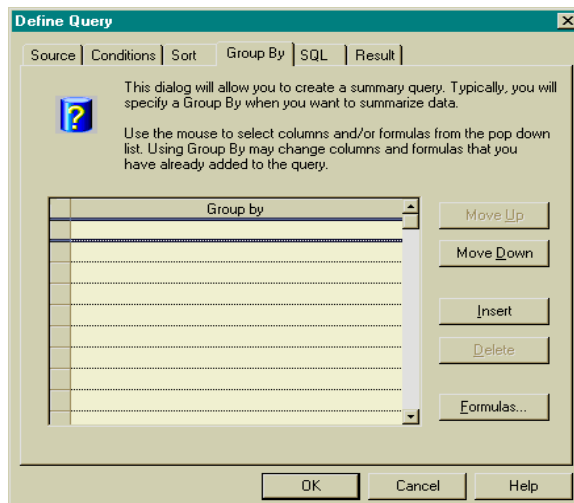 Define Query
Source Conditions Sort Group By SQL Result
This dialog will allow you to create a summary query. Typically, you will
specify a Group By when you want to summarize data.
Use the mouse to select columns and/or formulas from the pop down
list. Using Group By may change columns and formulas that you
have already added to the query.
Group by
Move Up
Move Down
Insert
Delete
Formulas...
OK Cancel Help